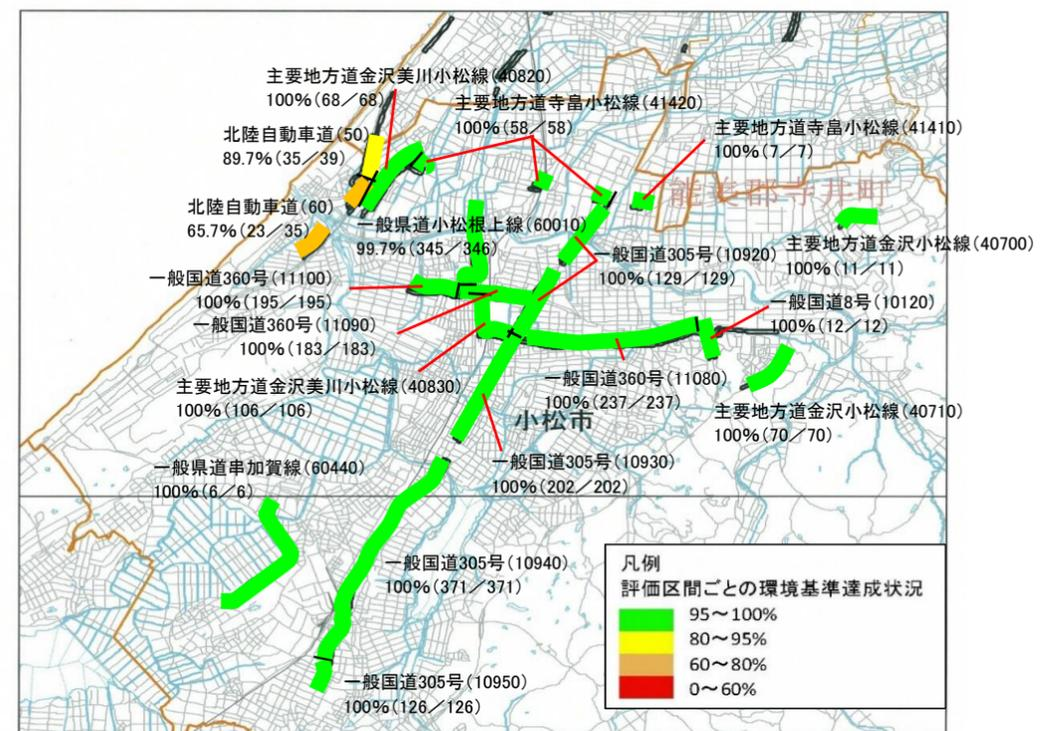 主要地方道金沢美川小松線(40820)
100%(68/68)
主要地方道寺畠小松線(41420)
100%(58/58)
主要地方道寺畠小松線(41410)
100%(7/7)
北陸自動車道(50)
89.7%(35/39)
北陸自動車道(60)
65.7%(23/35)
一般県道小松根上線(60010)
99.7%(345/346)
一般国道305号(10920)
100%(129/129)
主要地方道金沢小松線(40700)
100%(11/11)
一般国道360号(11100)
100%(195/195)
一般国道8号(10120)
100%(12/12)
一般国道360号(11090)
100%(183/183)
主要地方道金沢美川小松線(40830)
100%(106/106)
一般国道360号(11080)
100%(237/237)
主要地方道金沢小松線(40710)
100%(70/70)
小松市
一般国道305号(10930)
100%(202/202)
一般県道串加賀線(60440)
100%(6/6)
一般国道305号(10940)
100%(371/371)
一般国道305号(10950)
100%(126/126)
凡例
評価区間ごとの環境基準達成状況
95~100%
80~95%
60~80%
0~60%